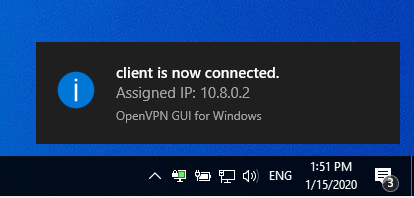 client is now connected.
Assigned IP: 10.8.0.2
OpenVPN GUI for Windows
ENG
1:51 PM
1/15/2020
3